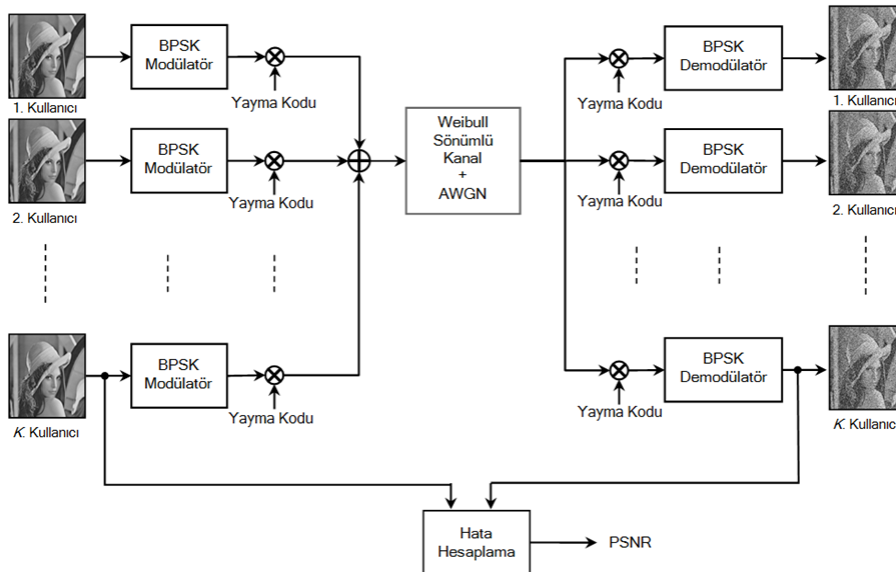 BPSK
Modülatör
Yayma Kodu
1. Kullanıcı
BPSK
Modülatör
Yayma Kodu
2. Kullanıcı
BPSK
Modülatör
Yayma Kodu
K. Kullanıcı
Weibull
Sönümlü
Kanal
+
AWGN
BPSK
Demodülatör
Yayma Kodu
1. Kullanıcı
BPSK
Demodülatör
Yayma Kodu
2. Kullanıcı
BPSK
Demodülatör
Yayma Kodu
K. Kullanıcı
Hata
Hesaplama
PSNR